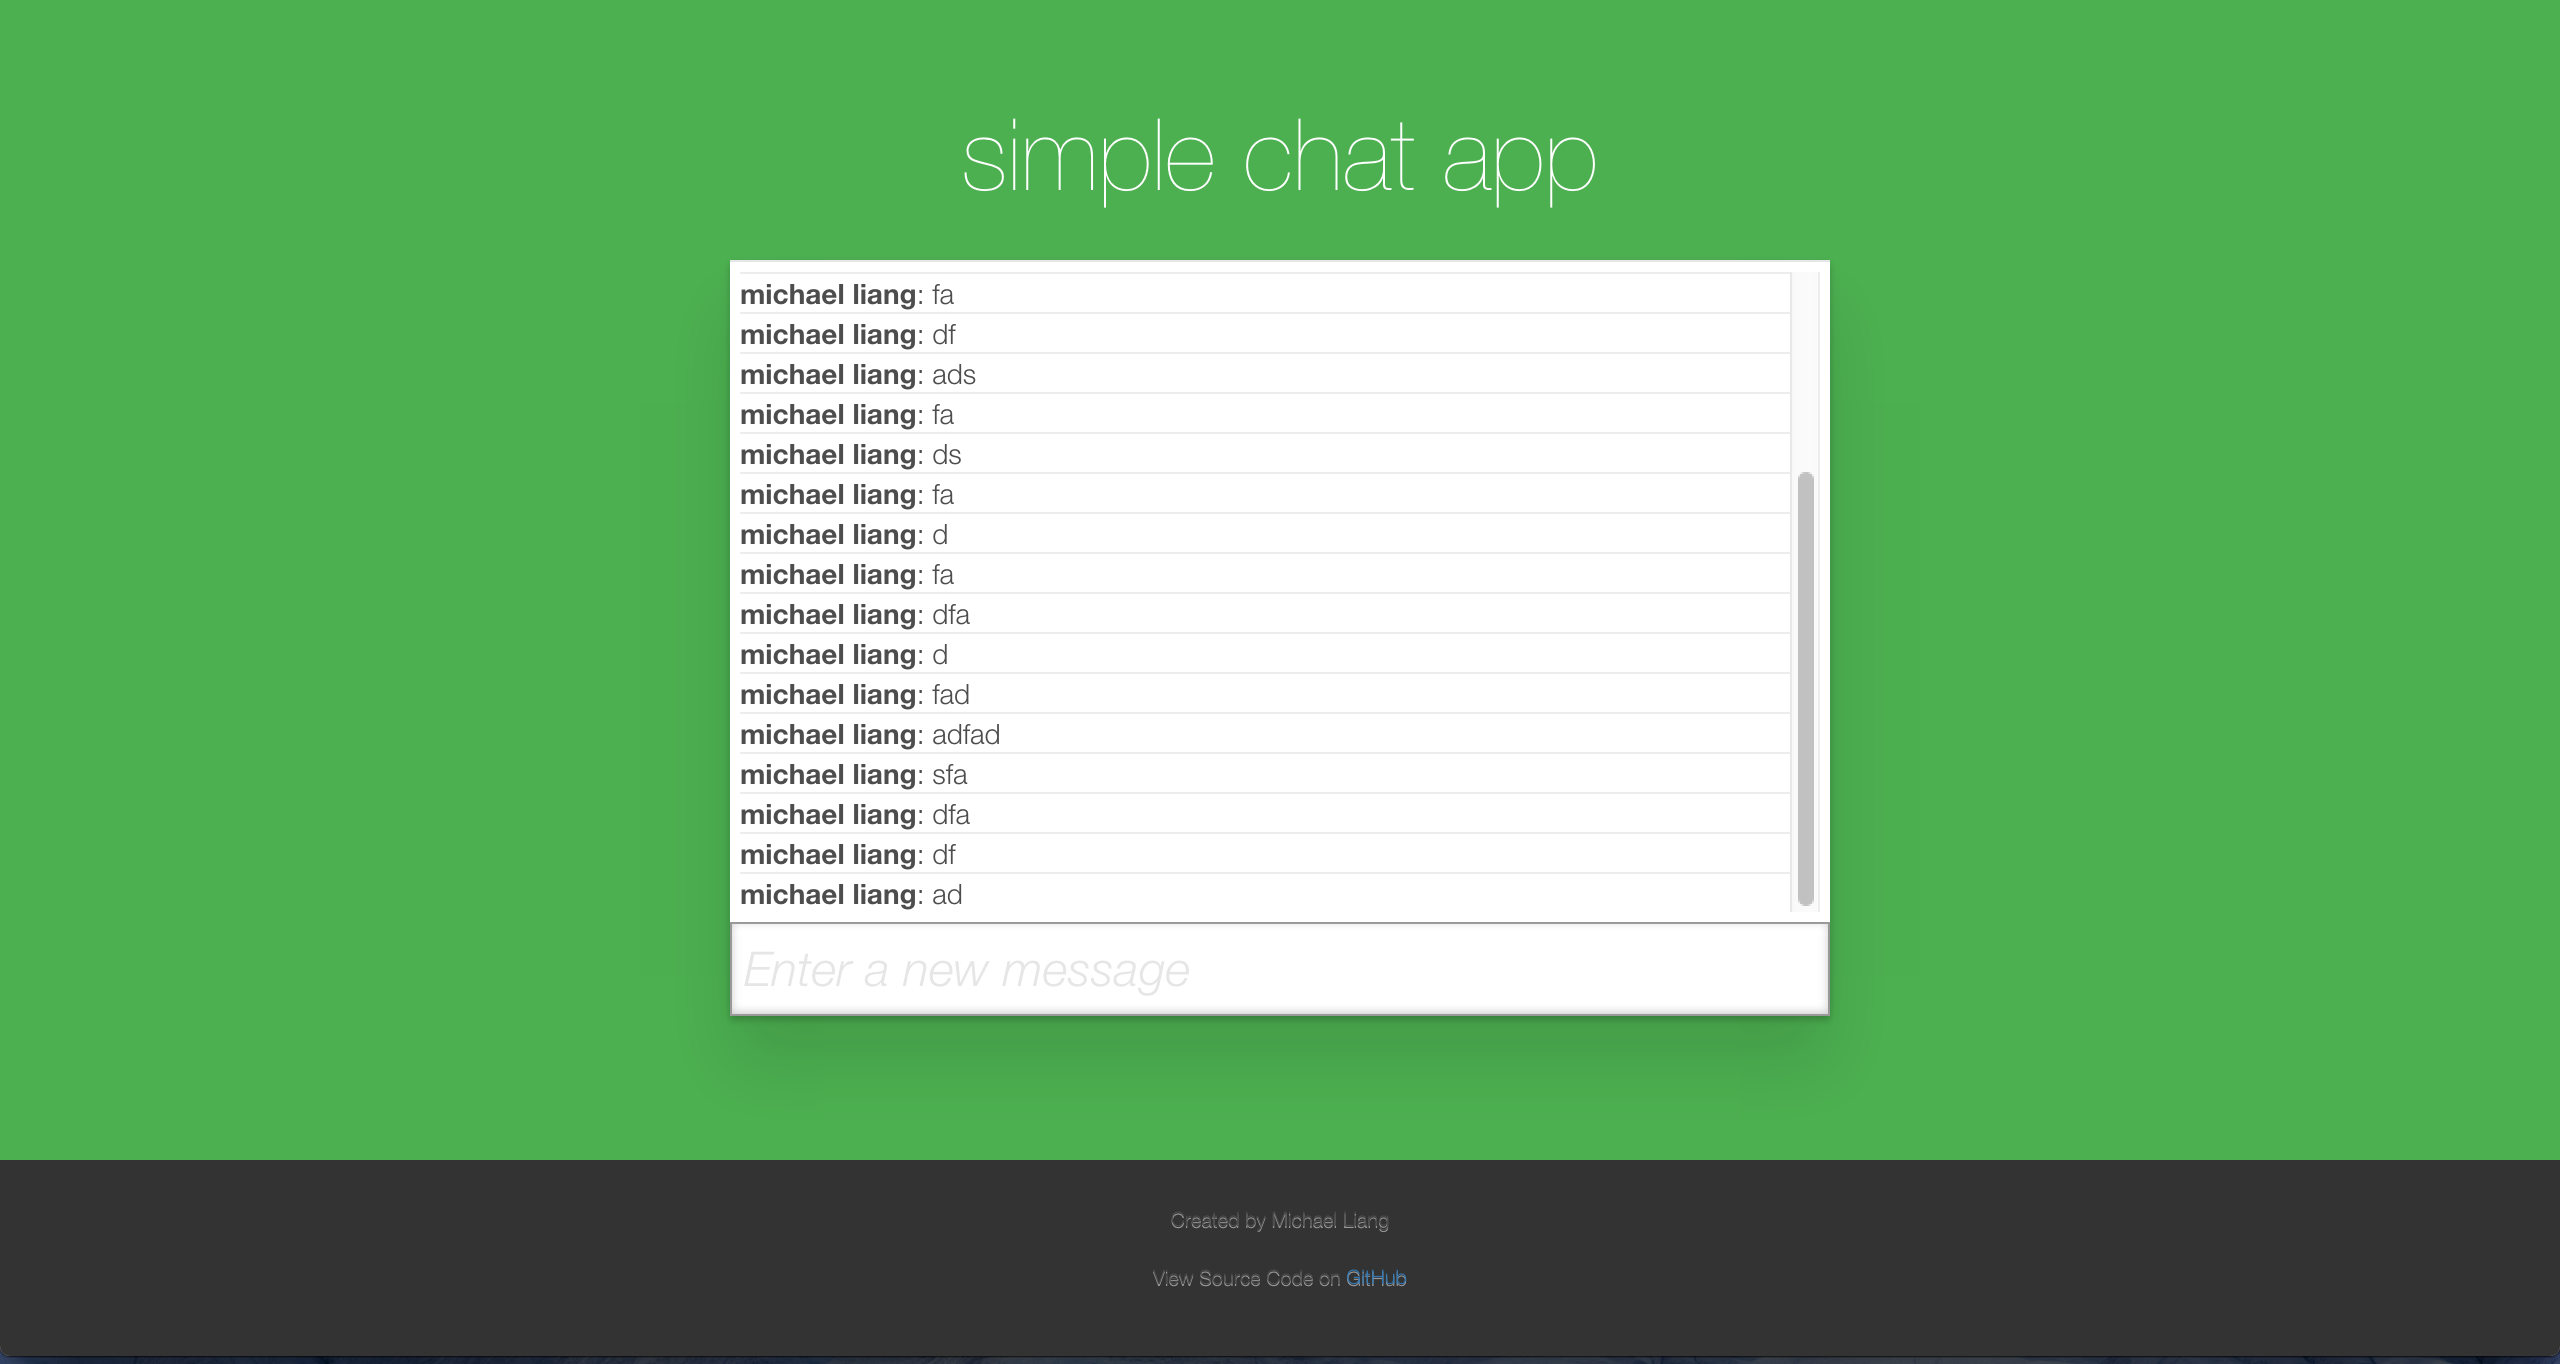 simple chat app
michael liang: fa
michael liang: df
michael liang: ads
michael liang: fa
michael liang: ds
michael liang: fa
michael liang: d
michael liang: fa
michael liang: dfa
michael liang: d
michael liang: fad
michael liang: adfad
michael liang: sfa
michael liang: dfa
michael liang: df
michael liang: ad
Enter a new message
Created by Michael Liang
View Source Code on GitHub